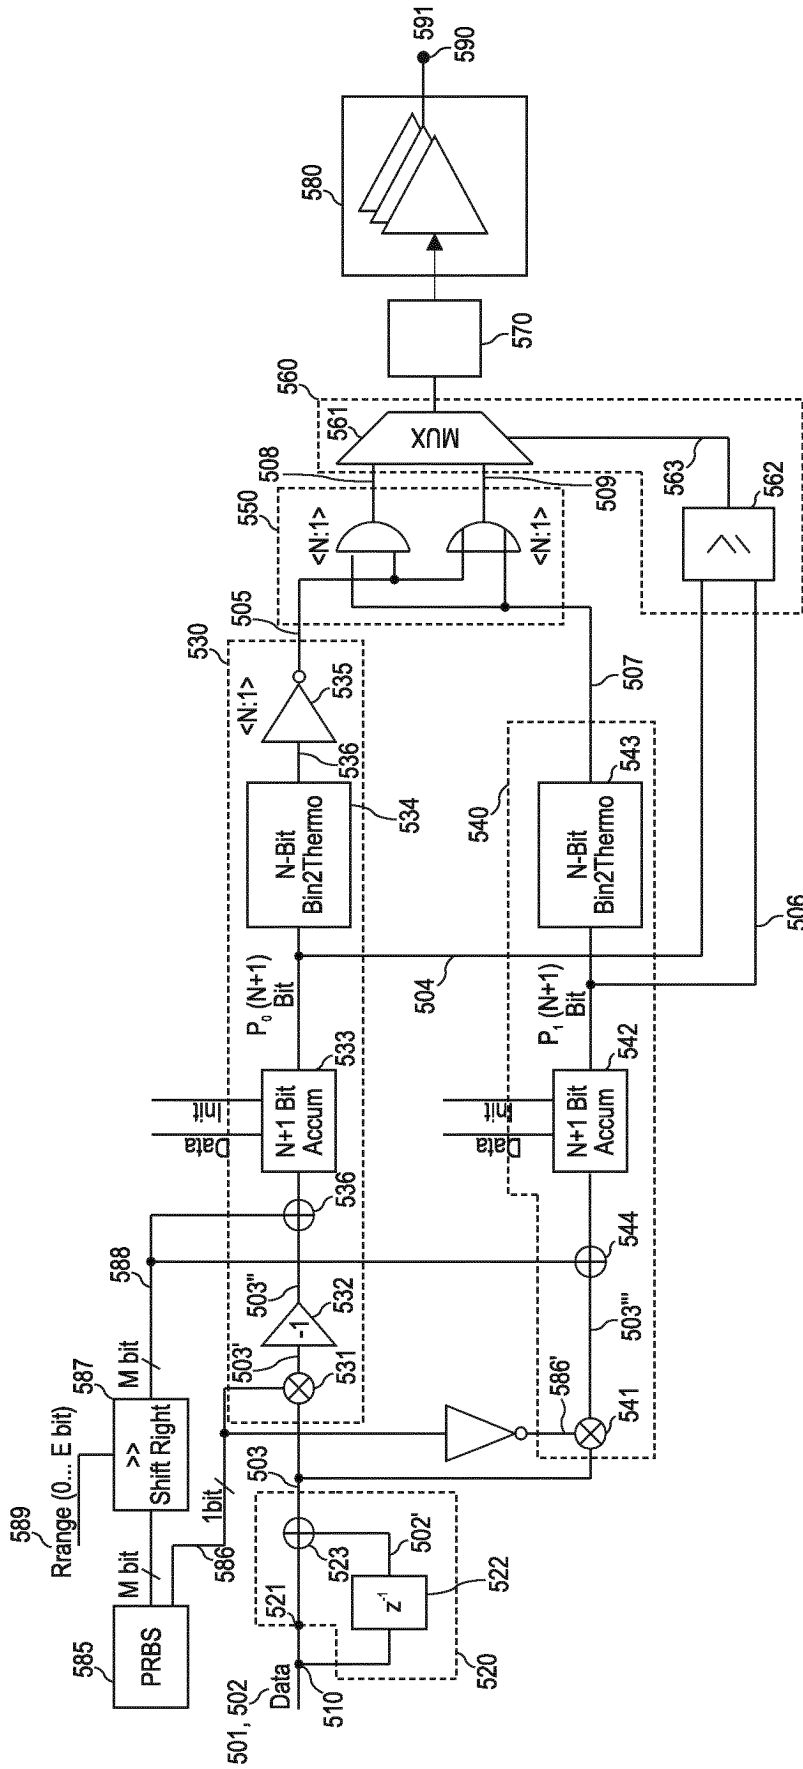 585
PRBS
M bit
589
Rrange (0... E bit)
587
>>
Shift Right
M bit
588
586
1bit
501, 502
Data
510
521
523
503
502'
z⁻¹
522
520
530
503'
531
-1
532
503''
536
Data
Init
533
N+1 Bit
Accum
P₀ (N+1)
Bit
504
N-Bit
Bin2Thermo
534
536
<N:1>
535
505
586'
541
503'''
544
Data
Init
542
N+1 Bit
Accum
P₁ (N+1)
Bit
506
540
N-Bit
Bin2Thermo
543
507
550
<N:1>
<N:1>
508
509
560
561
MUX
563
<<
562
570
580
591
590